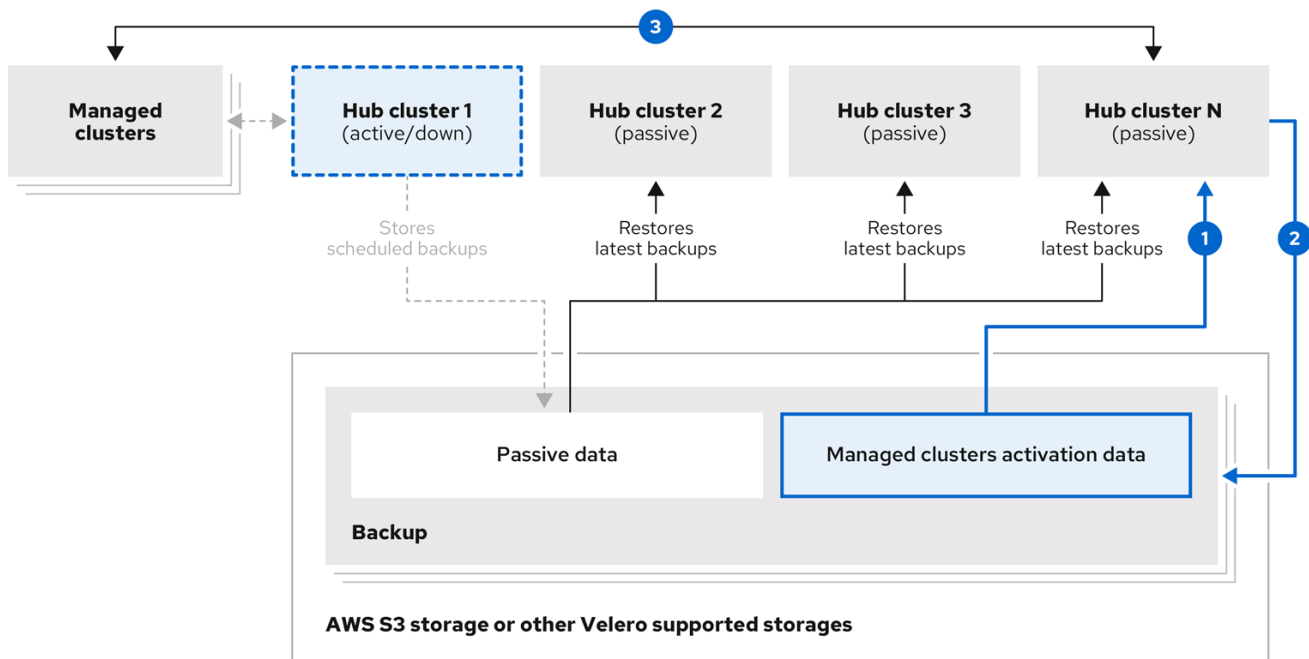 3
Managed
clusters
Hub cluster 1
(active/down)
Hub cluster 2
(passive)
Hub cluster 3
(passive)
Hub cluster N
(passive)
Stores
scheduled backups
Restores
latest backups
Restores
latest backups
Restores
latest backups
1
2
Passive data
Managed clusters activation data
Backup
AWS S3 storage or other Velero supported storages